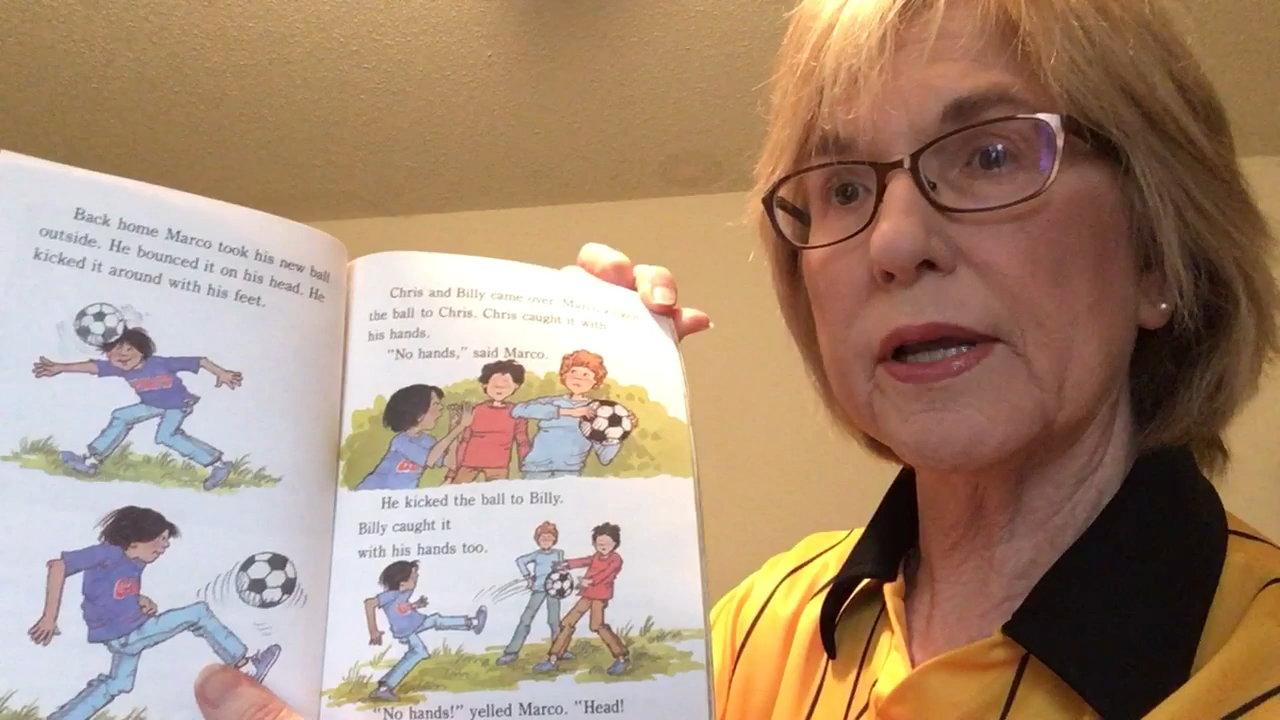 Back home Marco took his new ball
outside. He bounced it on his head. He
kicked it around with his feet.
Chris and Billy came over. Marco kicked
the ball to Chris. Chris caught it with
his hands.
"No hands," said Marco.
He kicked the ball to Billy.
Billy caught it
with his hands too.
"No hands!" yelled Marco. "Head!